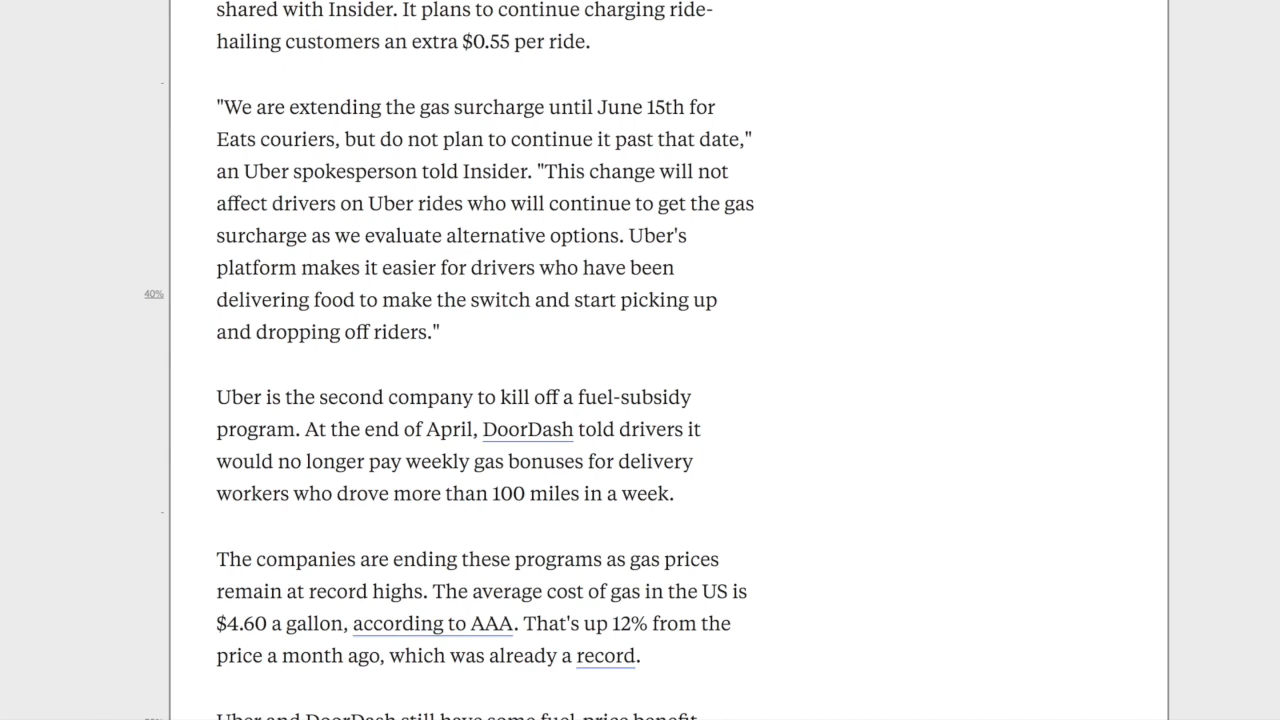 shared with Insider. It plans to continue charging ride-
hailing customers an extra $0.55 per ride.
"We are extending the gas surcharge until June 15th for
Eats couriers, but do not plan to continue it past that date,"
an Uber spokesperson told Insider. "This change will not
affect drivers on Uber rides who will continue to get the gas
surcharge as we evaluate alternative options. Uber's
platform makes it easier for drivers who have been
delivering food to make the switch and start picking up
40%
and dropping off riders."
Uber is the second company to kill off a fuel-subsidy
program. At the end of April, DoorDash told drivers it
would no longer pay weekly gas bonuses for delivery
workers who drove more than 100 miles in a week.
The companies are ending these programs as gas prices
remain at record highs. The average cost of gas in the US is
$4.60 a gallon, according to AAA. That's up 12% from the
price a month ago, which was already a record.
Uber and DoorDash still have some fuel-price benefit